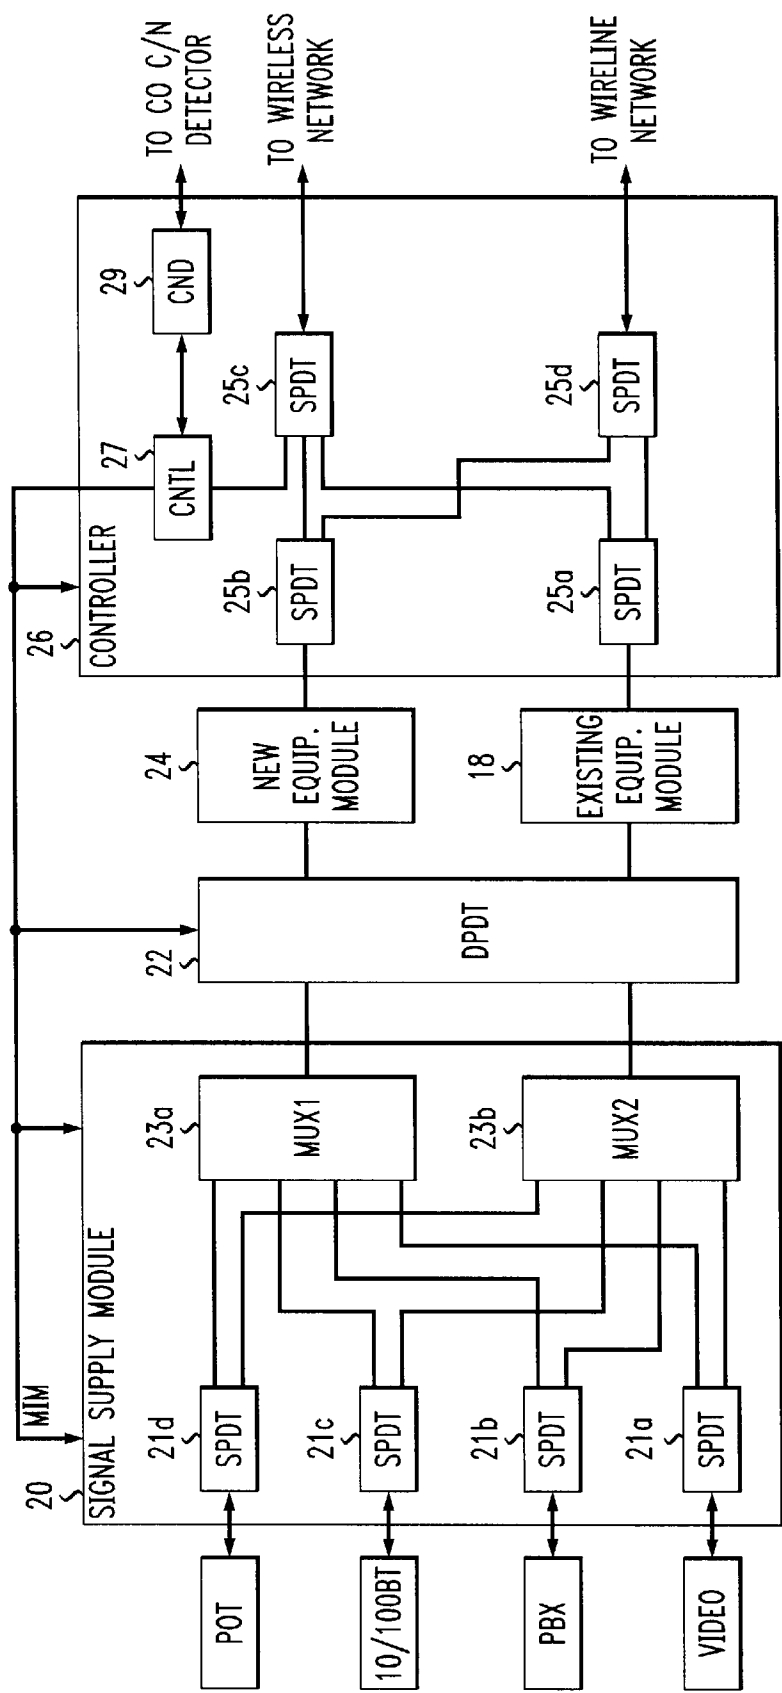 MIM
20
SIGNAL SUPPLY MODULE
POT
21d
SPDT
10/100BT
21c
SPDT
PBX
21b
SPDT
VIDEO
21a
SPDT
23a
MUX1
23b
MUX2
22
DPDT
24
NEW
EQUIP.
MODULE
18
EXISTING
EQUIP.
MODULE
26
CONTROLLER
27
CNTL
29
CND
25b
SPDT
25c
SPDT
25a
SPDT
25d
SPDT
TO CO C/N
DETECTOR
TO WIRELESS
NETWORK
TO WIRELINE
NETWORK